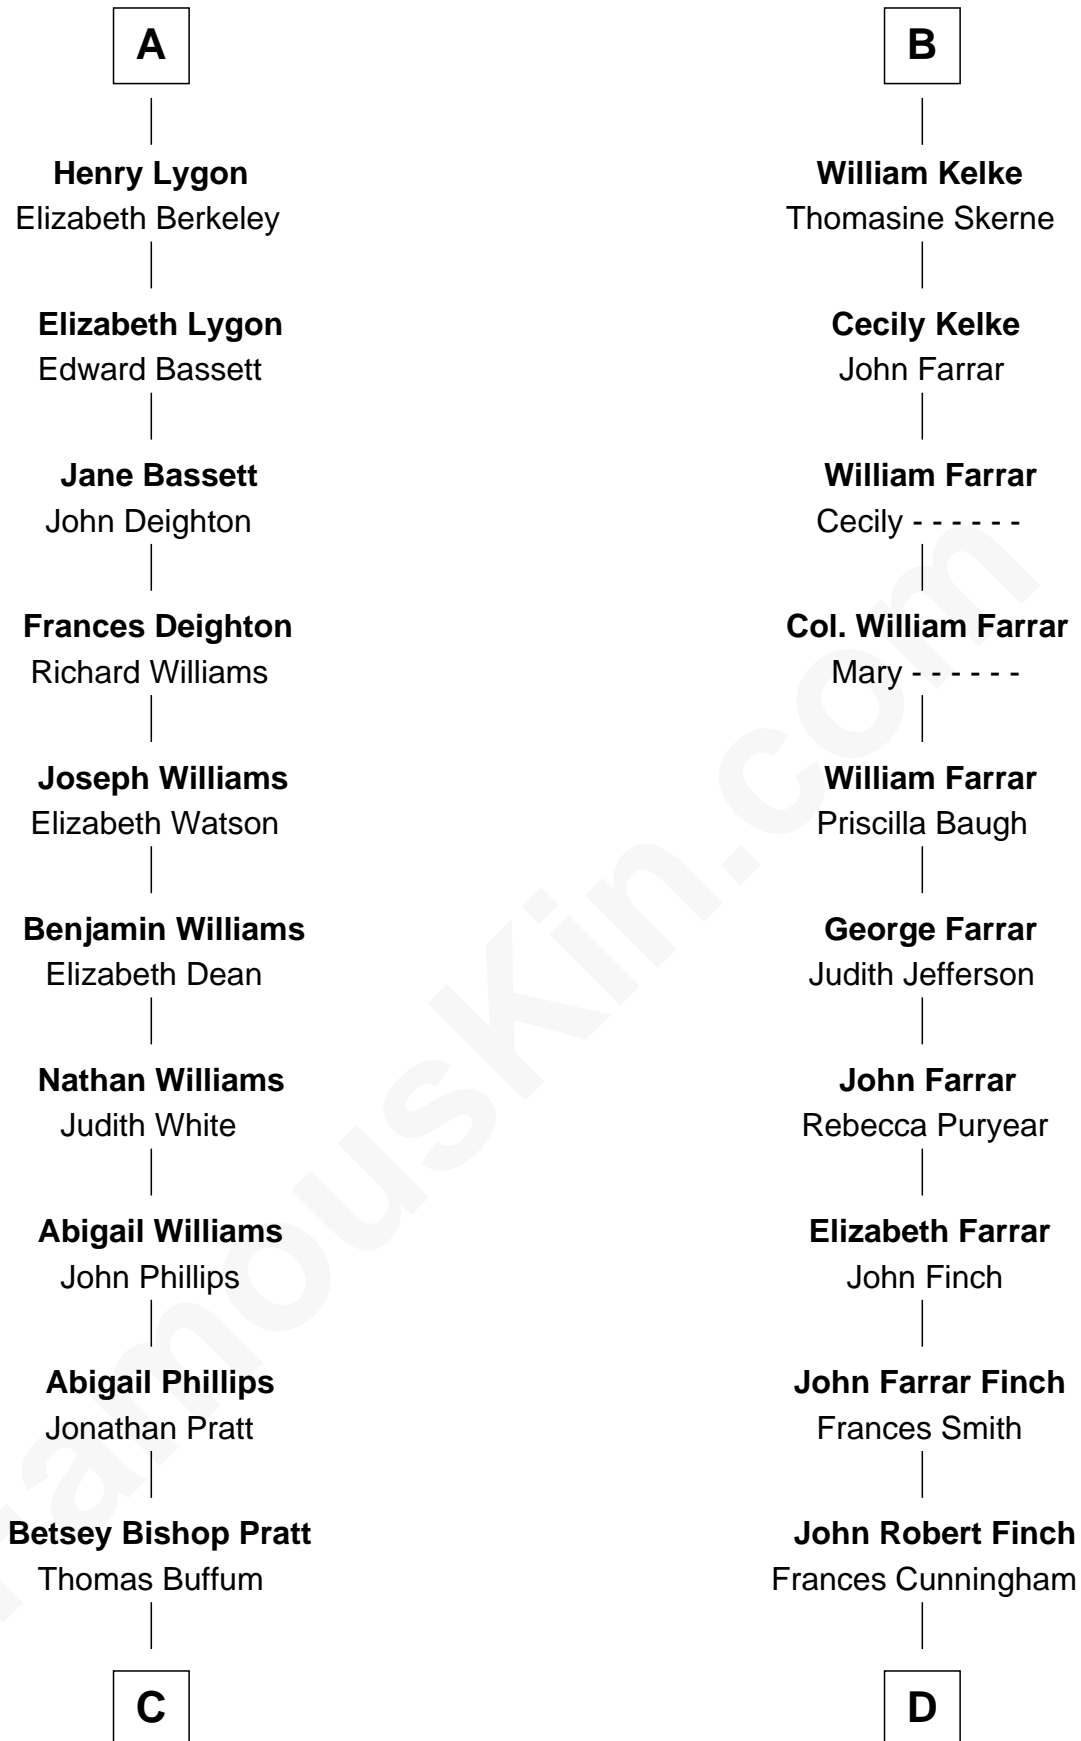 A
Henry Lygon
Elizabeth Berkeley
Elizabeth Lygon
Edward Bassett
Jane Bassett
John Deighton
Frances Deighton
Richard Williams
Joseph Williams
Elizabeth Watson
Benjamin Williams
Elizabeth Dean
Nathan Williams
Judith White
Abigail Williams
John Phillips
Abigail Phillips
Jonathan Pratt
Betsey Bishop Pratt
Thomas Buffum
C
B
William Kelke
Thomasine Skerne
Cecily Kelke
John Farrar
William Farrar
Cecily - - - - - -
Col. William Farrar
Mary - - - - - -
William Farrar
Priscilla Baugh
George Farrar
Judith Jefferson
John Farrar
Rebecca Puryear
Elizabeth Farrar
John Finch
John Farrar Finch
Frances Smith
John Robert Finch
Frances Cunningham
D
FamousKin.com